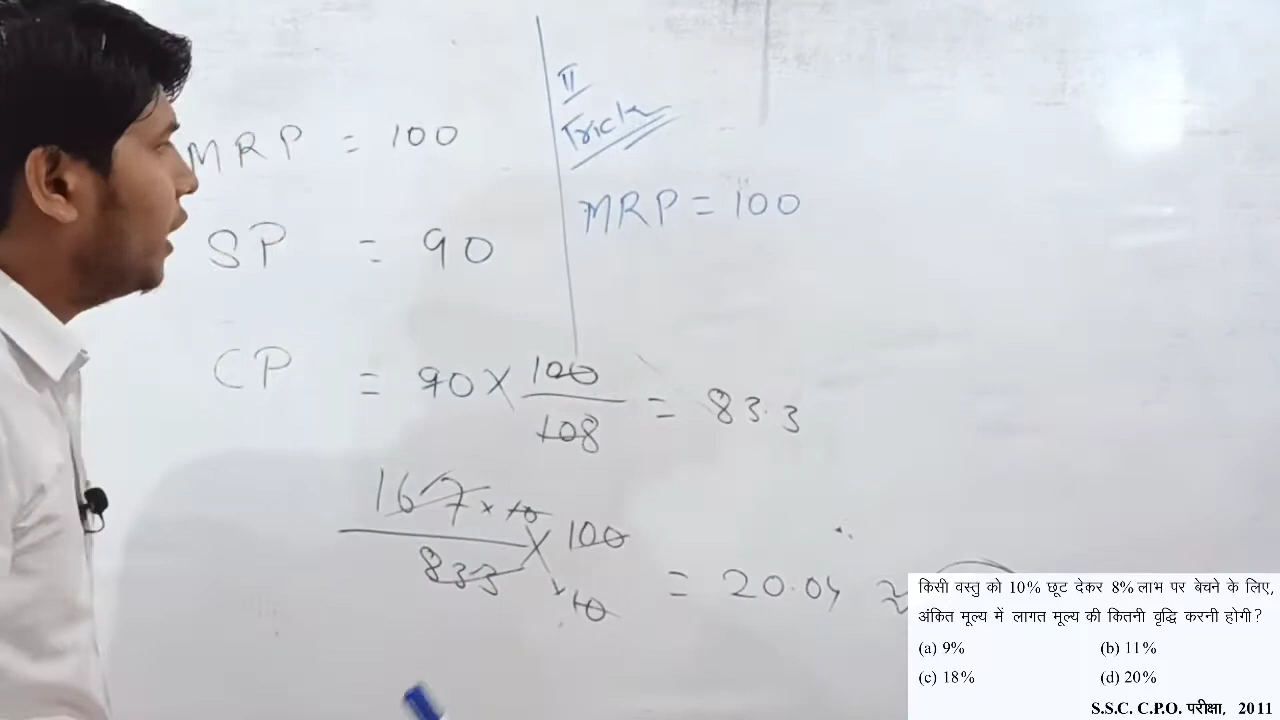 MRP = 100
SP = 90
CP = 90 × 100/108 = 83.3
167 × 10/833 × 100/10 = 20.04 ≈
II
Trick
MRP = 100
किसी वस्तु को 10% छूट देकर 8% लाभ पर बेचने के लिए,
अंकित मूल्य में लागत मूल्य की कितनी वृद्धि करनी होगी?
(a) 9% (b) 11%
(c) 18% (d) 20%
S.S.C. C.P.O. परीक्षा, 2011